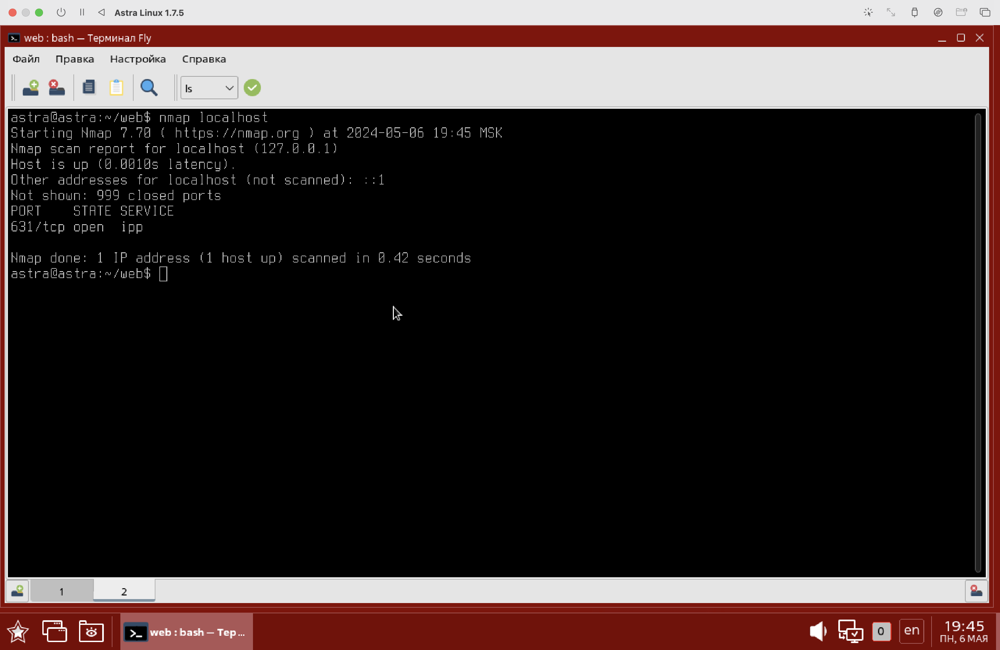 Astra Linux 1.7.5
web : bash — Терминал Fly
Файл Правка Настройка Справка
ls
astra@astra:~/web$ nmap localhost
Starting Nmap 7.70 ( https://nmap.org ) at 2024-05-06 19:45 MSK
Nmap scan report for localhost (127.0.0.1)
Host is up (0.0010s latency).
Other addresses for localhost (not scanned): ::1
Not shown: 999 closed ports
PORT    STATE SERVICE
631/tcp open  ipp
Nmap done: 1 IP address (1 host up) scanned in 0.42 seconds
astra@astra:~/web$
1 2
web : bash — Тер ...
0 en 19:45
ПН, 6 МАЯ